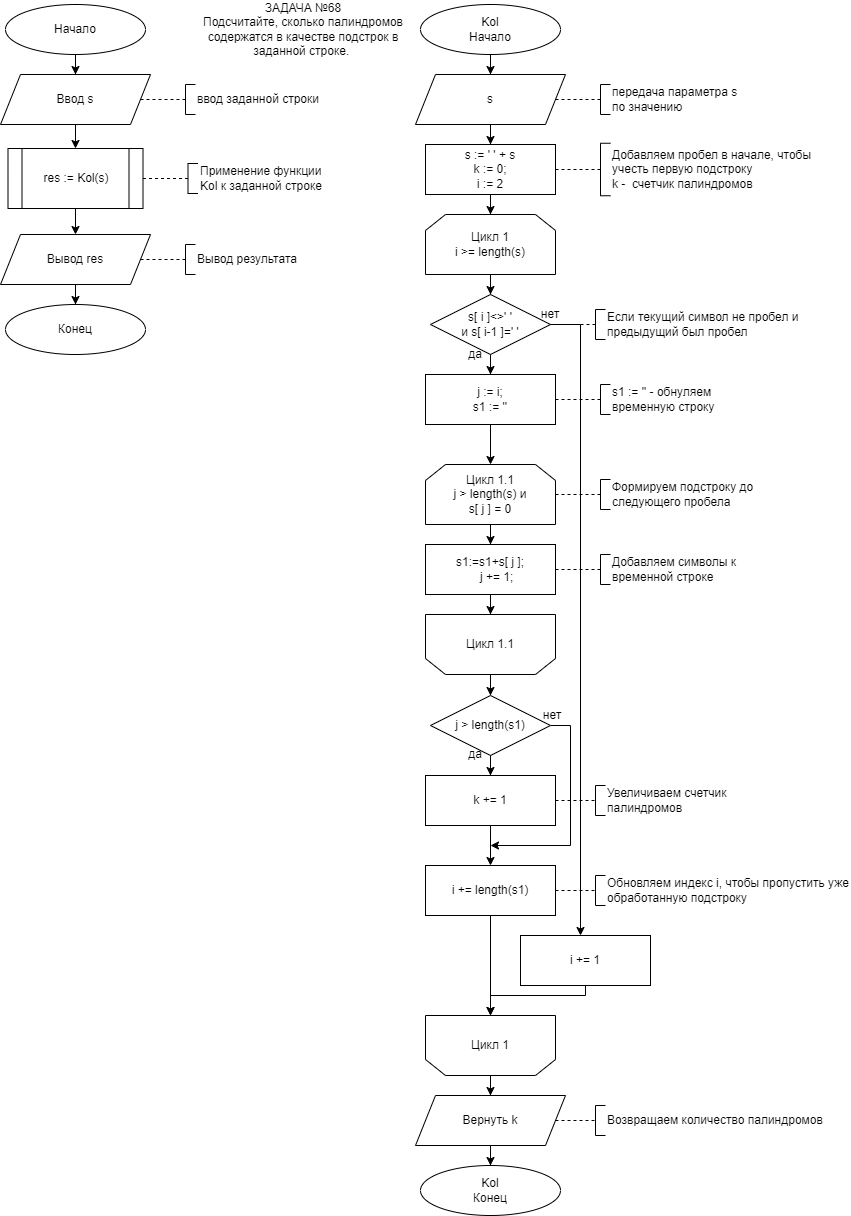 ЗАДАЧА №68
Подсчитайте, сколько палиндромов
содержатся в качестве подстрок в
заданной строке.
Начало
Ввод s
ввод заданной строки
res := Kol(s)
Применение функции
Kol к заданной строке
Вывод res
Вывод результата
Конец
Kol
Начало
s
передача параметра s
по значению
s := ' ' + s
k := 0;
i := 2
Добавляем пробел в начале, чтобы
учесть первую подстроку
k - счетчик палиндромов
Цикл 1
i >= length(s)
s[ i ]<>' '
и s[ i-1 ]=' '
нет
да
Если текущий символ не пробел и
предыдущий был пробел
j := i;
s1 := ''
s1 := '' - обнуляем
временную строку
Цикл 1.1
j > length(s) и
s[ j ] = 0
Формируем подстроку до
следующего пробела
s1:=s1+s[ j ];
j += 1;
Добавляем символы к
временной строке
Цикл 1.1
j > length(s1)
нет
да
k += 1
Увеличиваем счетчик
палиндромов
i += length(s1)
Обновляем индекс i, чтобы пропустить уже
обработанную подстроку
i += 1
Цикл 1
Вернуть k
Возвращаем количество палиндромов
Kol
Конец